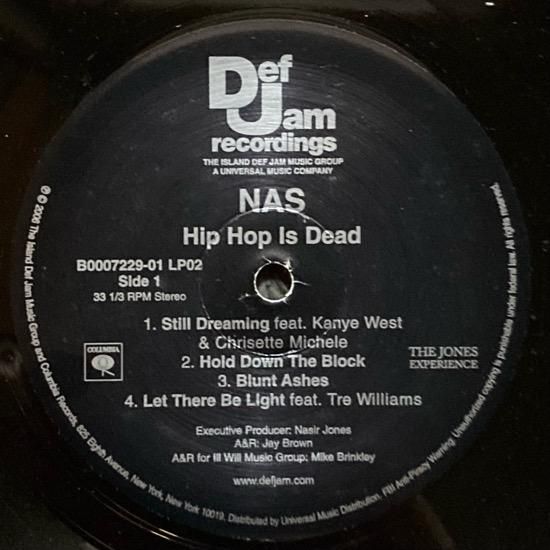 Def
Jam
recordings
THE ISLAND DEF JAM MUSIC GROUP
A UNIVERSAL MUSIC COMPANY
NAS
Hip Hop Is Dead
B0007229-01 LP02
Side 1
33 1/3 RPM Stereo
1. Still Dreaming feat. Kanye West
& Chrisette Michele
2. Hold Down The Block
3. Blunt Ashes
4. Let There Be Light feat. Tre Williams
COLUMBIA
THE JONES
EXPERIENCE
Executive Producer: Nasir Jones
A&R: Jay Brown
A&R for Ill Will Music Group: Mike Brinkley
www.defjam.com
℗ © 2006 The Island Def Jam Music Group and Columbia Records, 825 Eighth Avenue, New York, New York 10019. Distributed by Universal Music Distribution. FBI Anti-Piracy Warning: Unauthorized copying is punishable under federal law. All rights reserved.